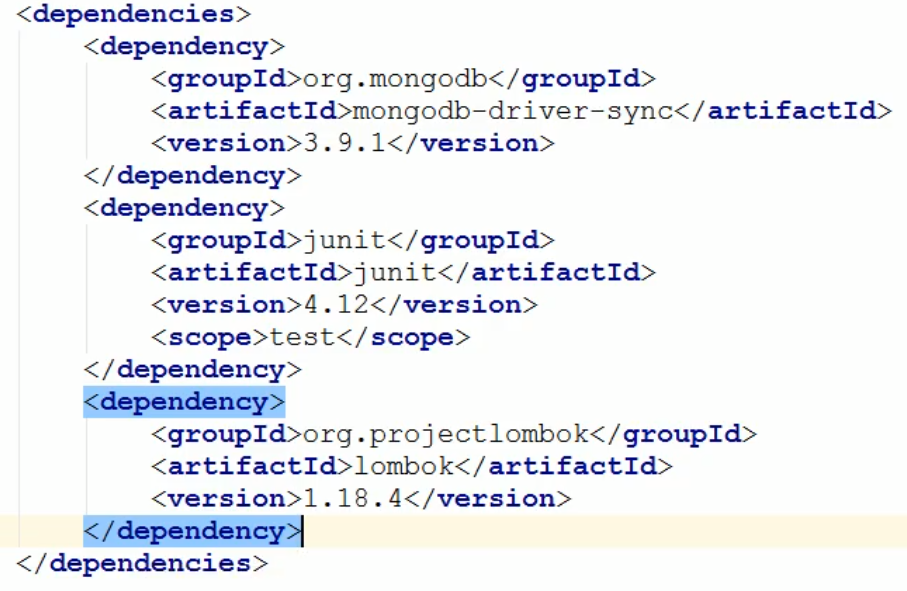 <dependencies>
<dependency>
<groupId>org.mongodb</groupId>
<artifactId>mongodb-driver-sync</artifactId>
<version>3.9.1</version>
</dependency>
<dependency>
<groupId>junit</groupId>
<artifactId>junit</artifactId>
<version>4.12</version>
<scope>test</scope>
</dependency>
<dependency>
<groupId>org.projectlombok</groupId>
<artifactId>lombok</artifactId>
<version>1.18.4</version>
</dependency>
</dependencies>